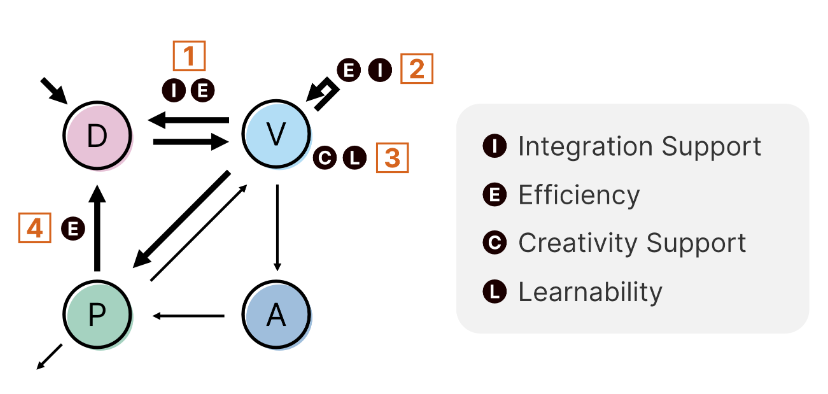 1
I E
E I 2
D
V
C L 3
4 E
P
A
I Integration Support
E Efficiency
C Creativity Support
L Learnability